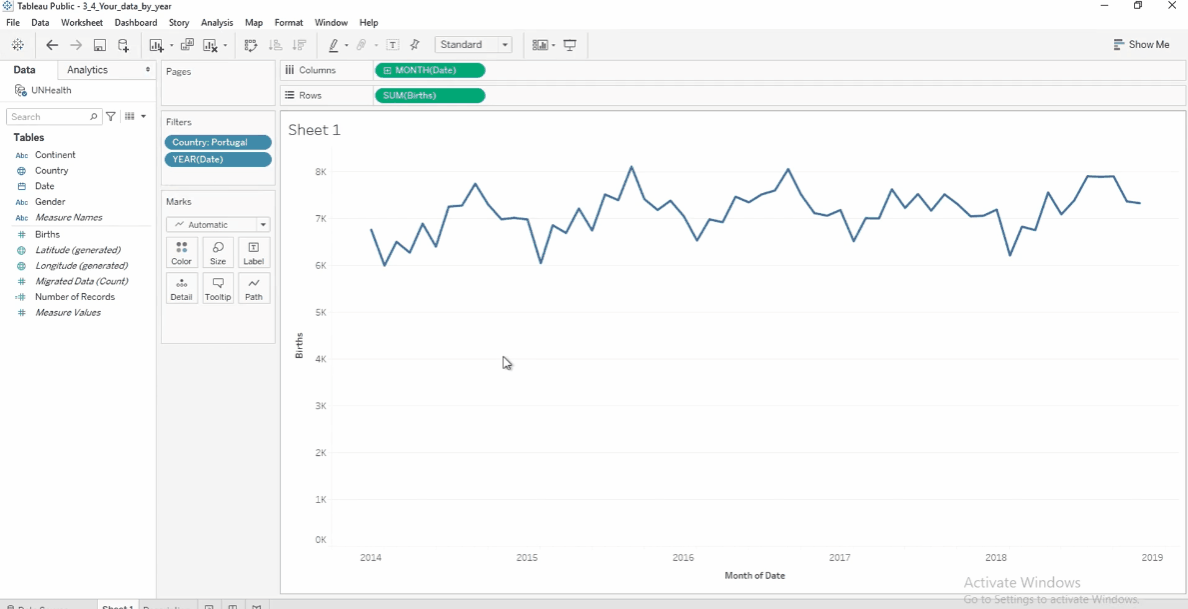 Tableau Public - 3_4_Your_data_by_year
File Data Worksheet Dashboard Story Analysis Map Format Window Help
Standard
Show Me
Data Analytics
UNHealth
Search
Tables
Abc Continent
Country
Date
Abc Gender
Abc Measure Names
# Births
Latitude (generated)
Longitude (generated)
# Migrated Data (Count)
=# Number of Records
# Measure Values
Pages
Filters
Country: Portugal
YEAR(Date)
Marks
Automatic
Color Size Label
Detail Tooltip Path
Columns MONTH(Date)
Rows SUM(Births)
Sheet 1
8K
7K
6K
5K
4K
3K
2K
1K
0K
Births
2014 2015 2016 2017 2018 2019
Month of Date
Activate Windows
Go to Settings to activate Windows.
Sheet 1